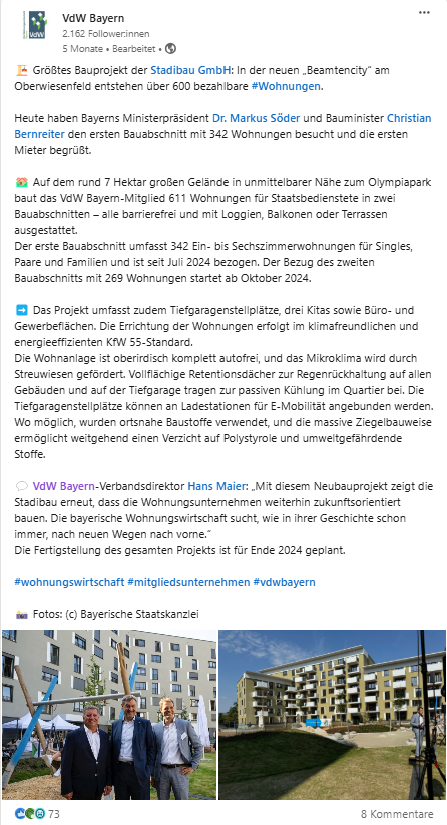 VdW
VdW Bayern
2.162 Follower:innen
5 Monate • Bearbeitet •
Größtes Bauprojekt der Stadibau GmbH: In der neuen „Beamtencity“ am
Oberwiesenfeld entstehen über 600 bezahlbare #Wohnungen.
Heute haben Bayerns Ministerpräsident Dr. Markus Söder und Bauminister Christian
Bernreiter den ersten Bauabschnitt mit 342 Wohnungen besucht und die ersten
Mieter begrüßt.
Auf dem rund 7 Hektar großen Gelände in unmittelbarer Nähe zum Olympiapark
baut das VdW Bayern-Mitglied 611 Wohnungen für Staatsbedienstete in zwei
Bauabschnitten – alle barrierefrei und mit Loggien, Balkonen oder Terrassen
ausgestattet.
Der erste Bauabschnitt umfasst 342 Ein- bis Sechszimmerwohnungen für Singles,
Paare und Familien und ist seit Juli 2024 bezogen. Der Bezug des zweiten
Bauabschnitts mit 269 Wohnungen startet ab Oktober 2024.
Das Projekt umfasst zudem Tiefgaragenstellplätze, drei Kitas sowie Büro- und
Gewerbeflächen. Die Errichtung der Wohnungen erfolgt im klimafreundlichen und
energieeffizienten KfW 55-Standard.
Die Wohnanlage ist oberirdisch komplett autofrei, und das Mikroklima wird durch
Streuwiesen gefördert. Vollflächige Retentionsdächer zur Regenrückhaltung auf allen
Gebäuden und auf der Tiefgarage tragen zur passiven Kühlung im Quartier bei. Die
Tiefgaragenstellplätze können an Ladestationen für E-Mobilität angebunden werden.
Wo möglich, wurden ortsnahe Baustoffe verwendet, und die massive Ziegelbauweise
ermöglicht weitgehend einen Verzicht auf Polystyrole und umweltgefährdende
Stoffe.
VdW Bayern-Verbandsdirektor Hans Maier: „Mit diesem Neubauprojekt zeigt die
Stadibau erneut, dass die Wohnungsunternehmen weiterhin zukunftsorientiert
bauen. Die bayerische Wohnungswirtschaft sucht, wie in ihrer Geschichte schon
immer, nach neuen Wegen nach vorne.“
Die Fertigstellung des gesamten Projekts ist für Ende 2024 geplant.
#wohnungswirtschaft #mitgliedsunternehmen #vdwbayern
Fotos: (c) Bayerische Staatskanzlei
73
8 Kommentare